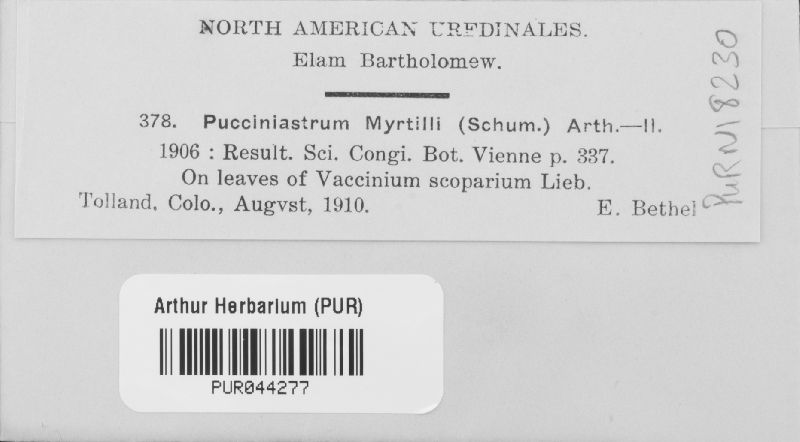 NORTH AMERICAN UREDINALES.
Elam Bartholomew.
378. Pucciniastrum Myrtilli (Schum.) Arth.—II.
1906 : Result. Sci. Congi. Bot. Vienne p. 337.
On leaves of Vaccinium scoparium Lieb.
Tolland, Colo., Augvst, 1910. E. Bethel
PUR N18230
Arthur Herbarium (PUR)
PUR044277